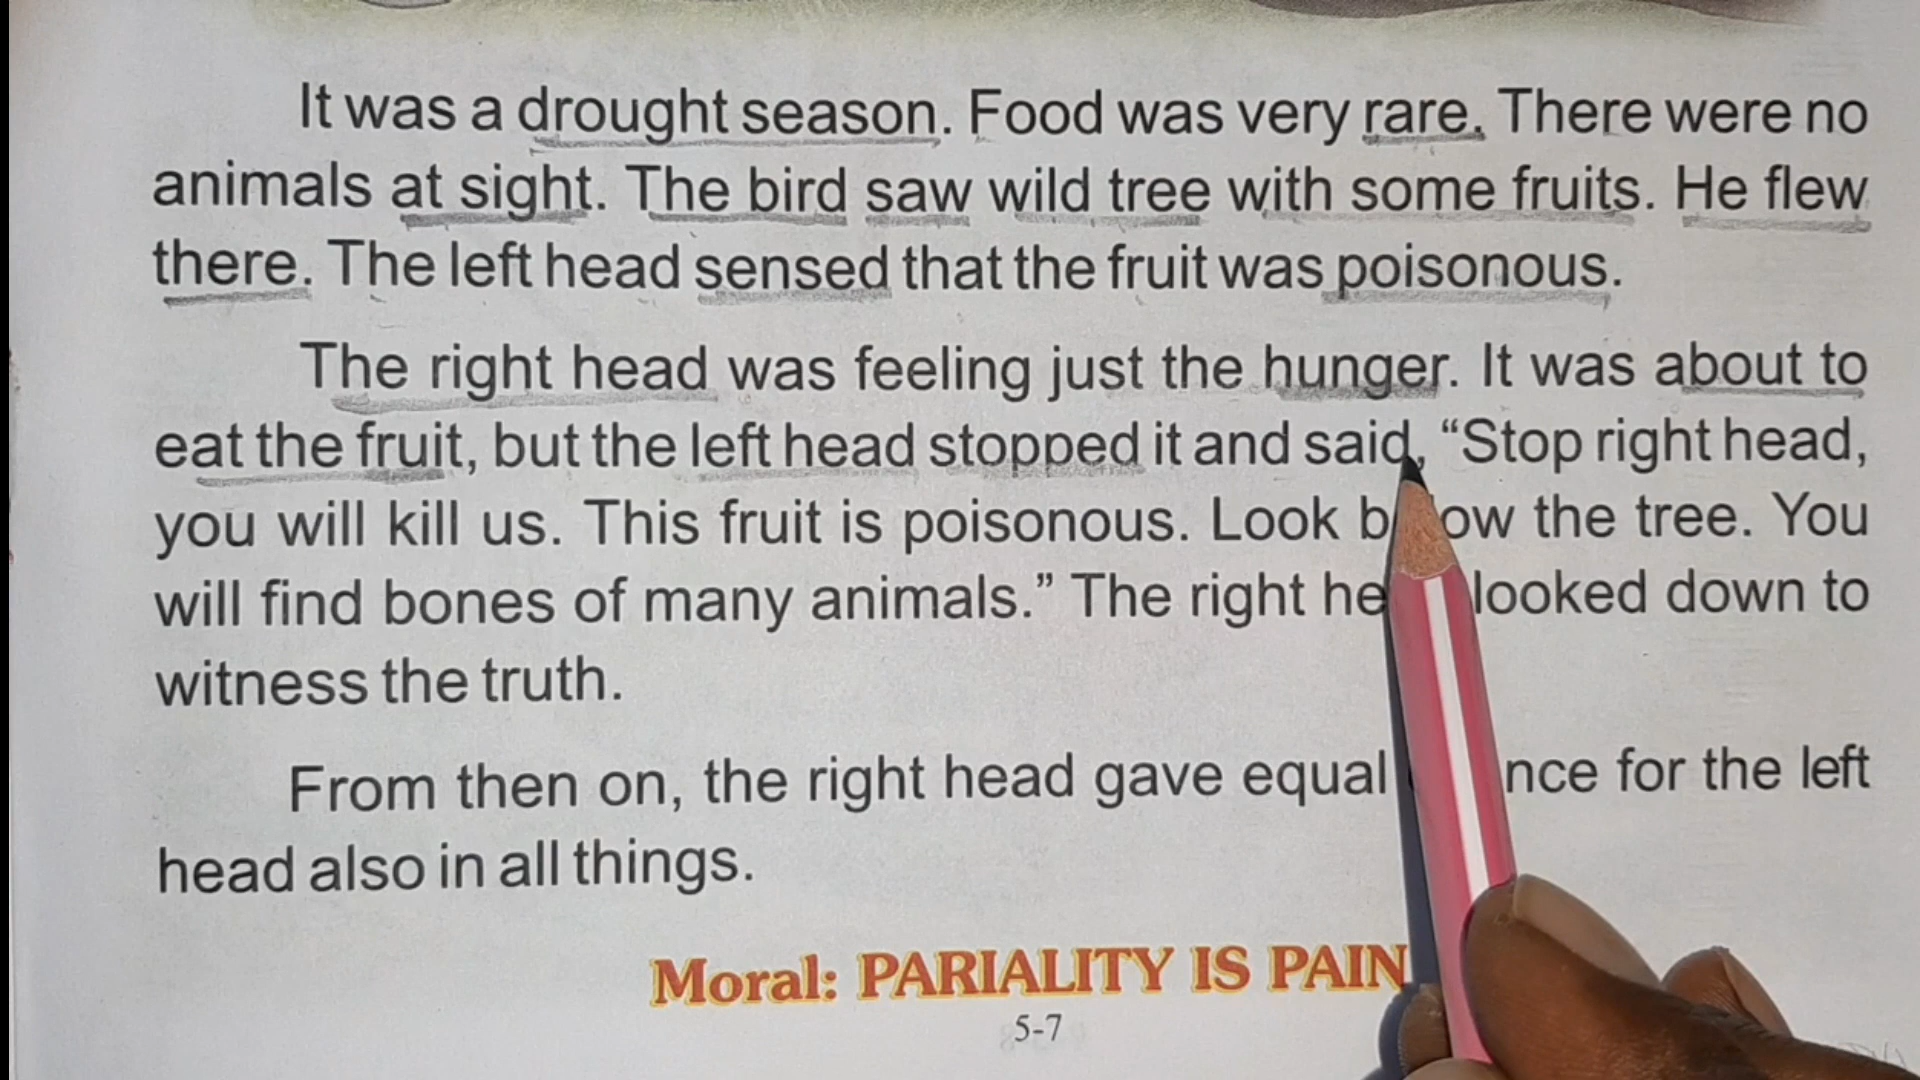 It was a drought season. Food was very rare. There were no
animals at sight. The bird saw wild tree with some fruits. He flew
there. The left head sensed that the fruit was poisonous.
The right head was feeling just the hunger. It was about to
eat the fruit, but the left head stopped it and said, “Stop right head,
you will kill us. This fruit is poisonous. Look the tree. You
will find bones of many animals.” The right looked down to
witness the truth.
From then on, the right head gave equal for the left
head also in all things.
Moral: PARIALITY IS PAIN
5-7